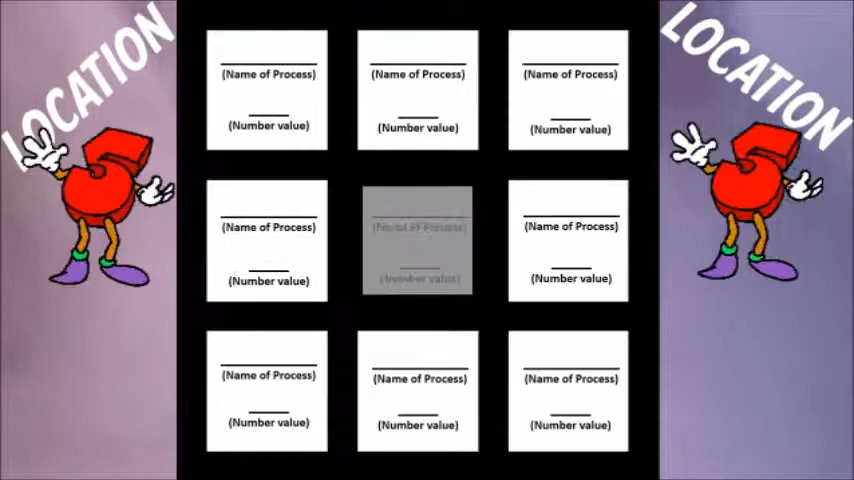 LOCATION
LOCATION
(Name of Process)
(Name of Process)
(Name of Process)
(Number value)
(Number value)
(Number value)
(Name of Process)
(Name of Process)
(Name of Process)
(Number value)
(Number value)
(Number value)
(Name of Process)
(Name of Process)
(Name of Process)
(Number value)
(Number value)
(Number value)